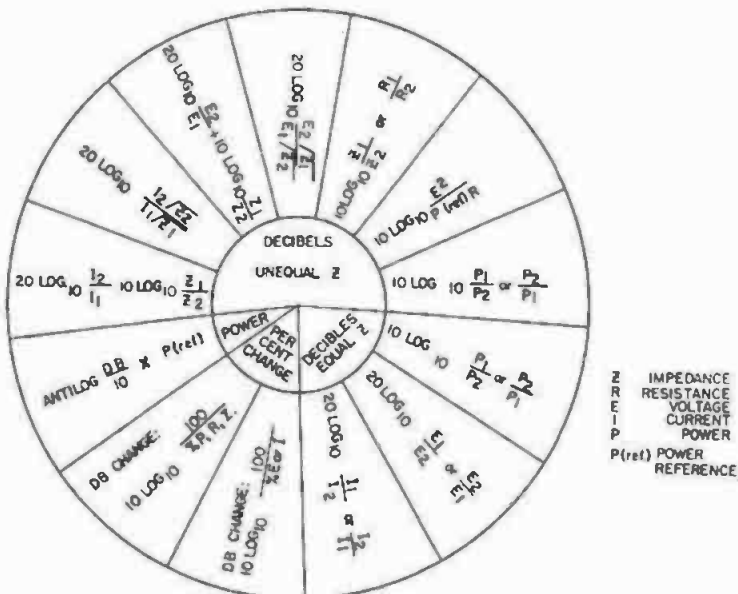 DECIBELS
UNEQUAL Z
20 LOG10 I2/I1 10 LOG10 Z1/Z2
20 LOG10 I2√Z2/I1√Z1
20 LOG10 E2/E1 + 10 LOG10 Z1/Z2
20 LOG10 E2√Z1/E1√Z2
10 LOG10 Z1/Z2 or R1/R2
10 LOG10 E2/P(ref) R
10 LOG 10 P1/P2 or P2/P1
DECIBLES
EQUAL Z
10 LOG 10 P1/P2 or P2/P1
20 LOG10 E1/E2 or E2/E1
20 LOG10 I1/I2 or I2/I1
PER
CENT
CHANGE
DB CHANGE:
10 LOG10 100/%E or I
DB CHANGE:
10 LOG10 100/%P, R, Z.
POWER
ANTILOG DB/10 X P(ref)
Z IMPEDANCE
R RESISTANCE
E VOLTAGE
I CURRENT
P POWER
P(ref) POWER
REFERENCE